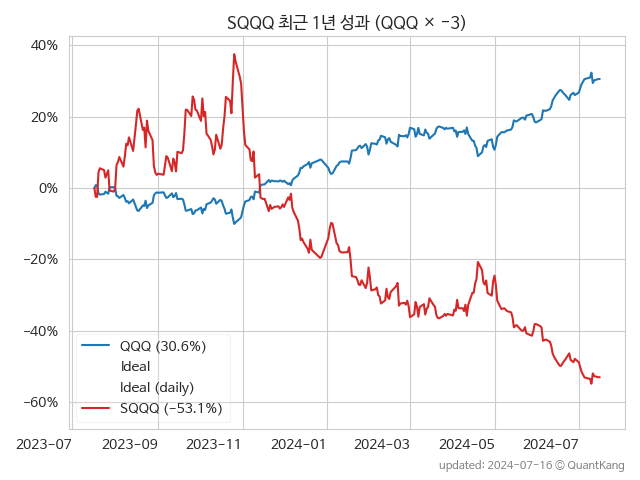 SQQQ 최근 1년 성과 (QQQ × −3)
40%
20%
0%
−20%
−40%
−60%
QQQ (30.6%)
Ideal
Ideal (daily)
SQQQ (−53.1%)
2023-07 2023-09 2023-11 2024-01 2024-03 2024-05 2024-07
updated: 2024-07-16 © QuantKang